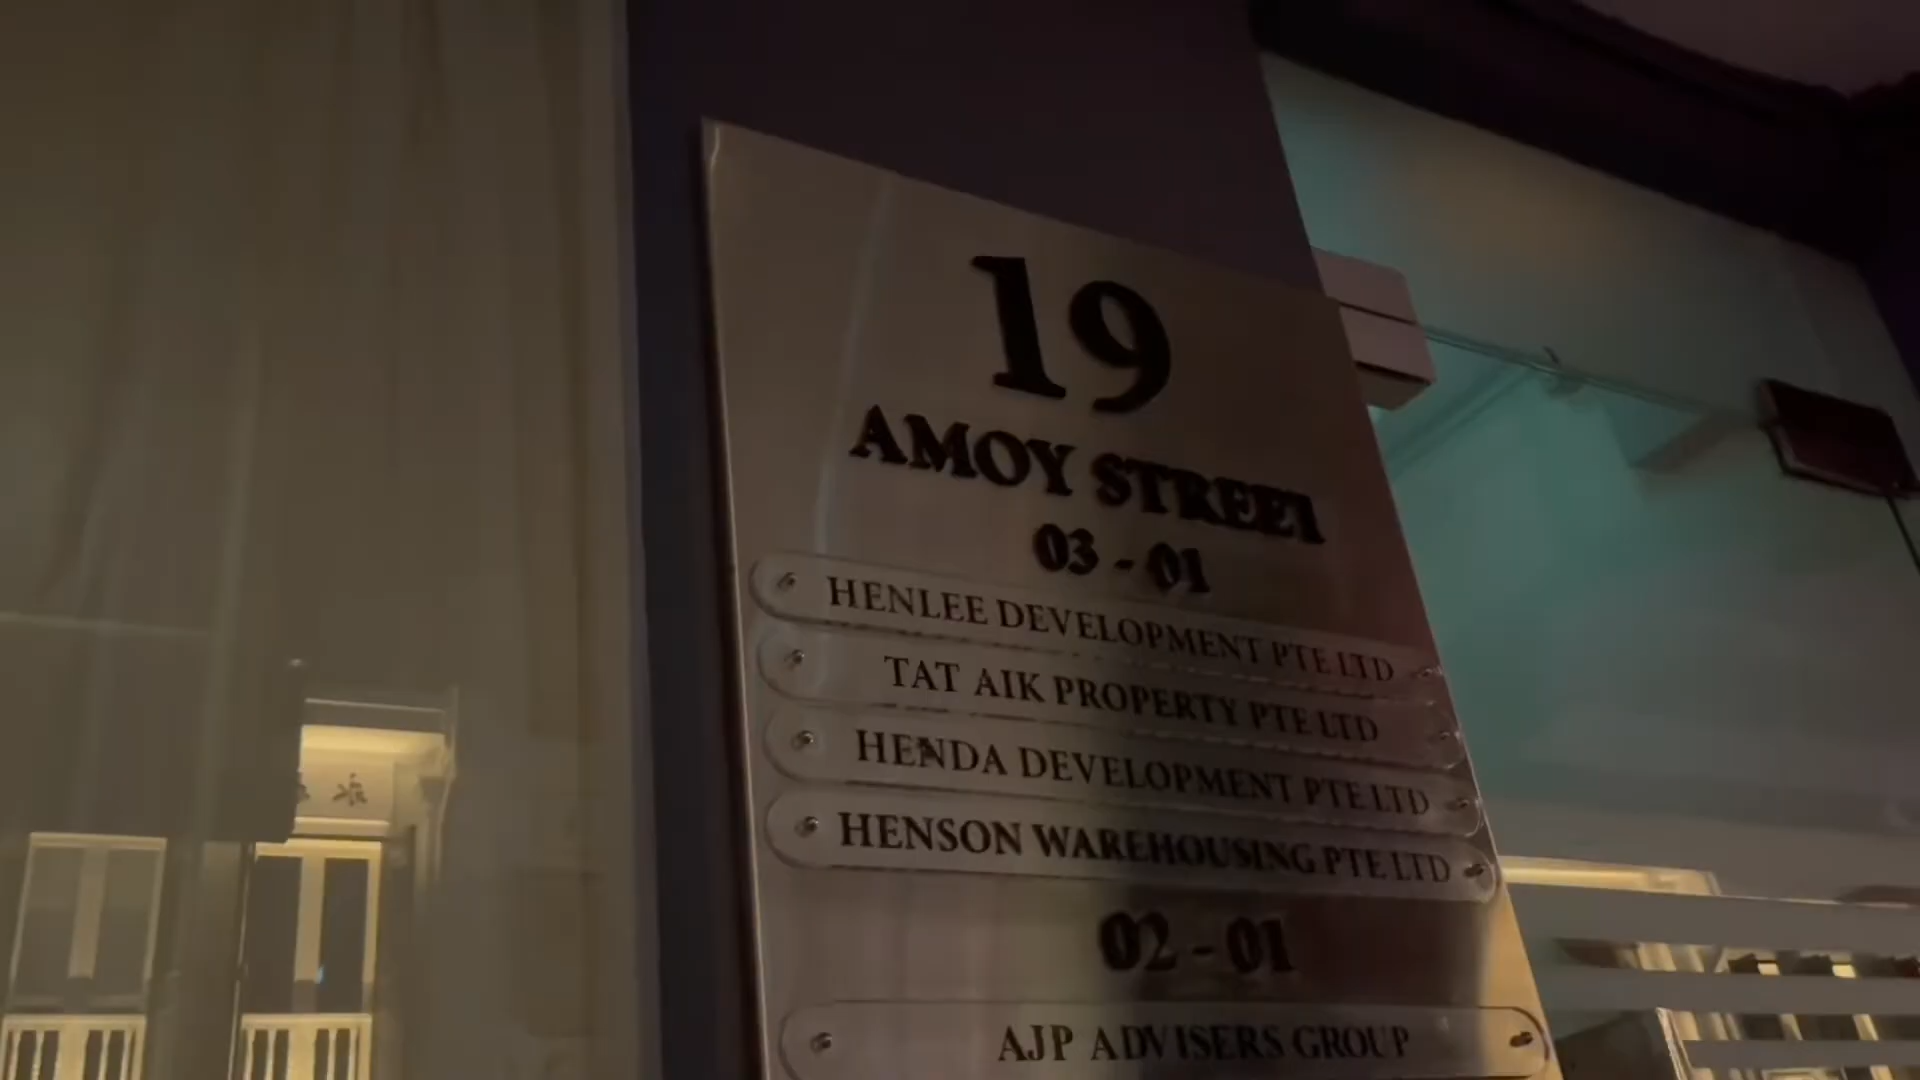 19
AMOY STREET
03 - 01
HENLEE DEVELOPMENT PTE LTD
TAT AIK PROPERTY PTE LTD
HENDA DEVELOPMENT PTE LTD
HENSON WAREHOUSING PTE LTD
02 - 01
AJP ADVISERS GROUP